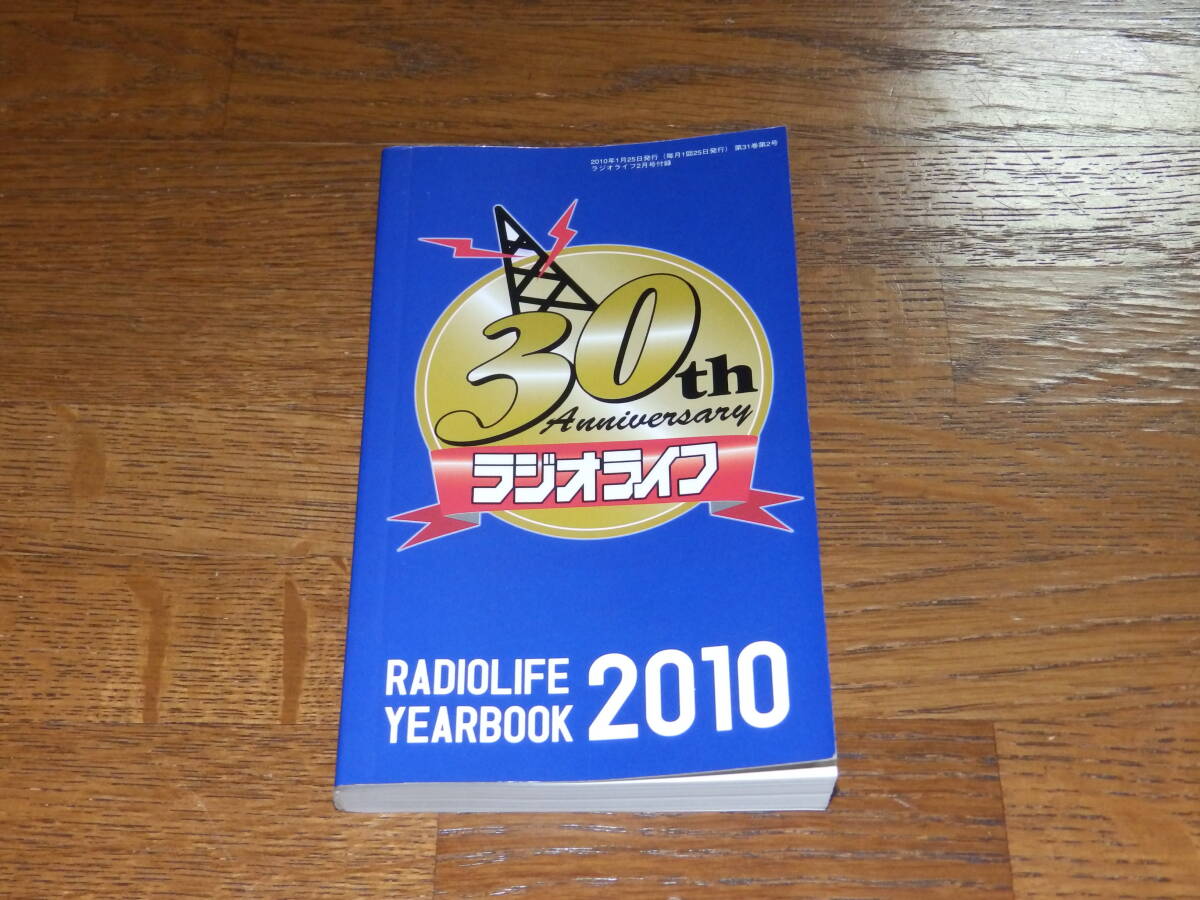 2010年1月25日発行（毎月1回25日発行） 第31巻第2号
ラジオライフ2月号付録
30th
Anniversary
ラジオライフ
RADIOLIFE
YEARBOOK 2010